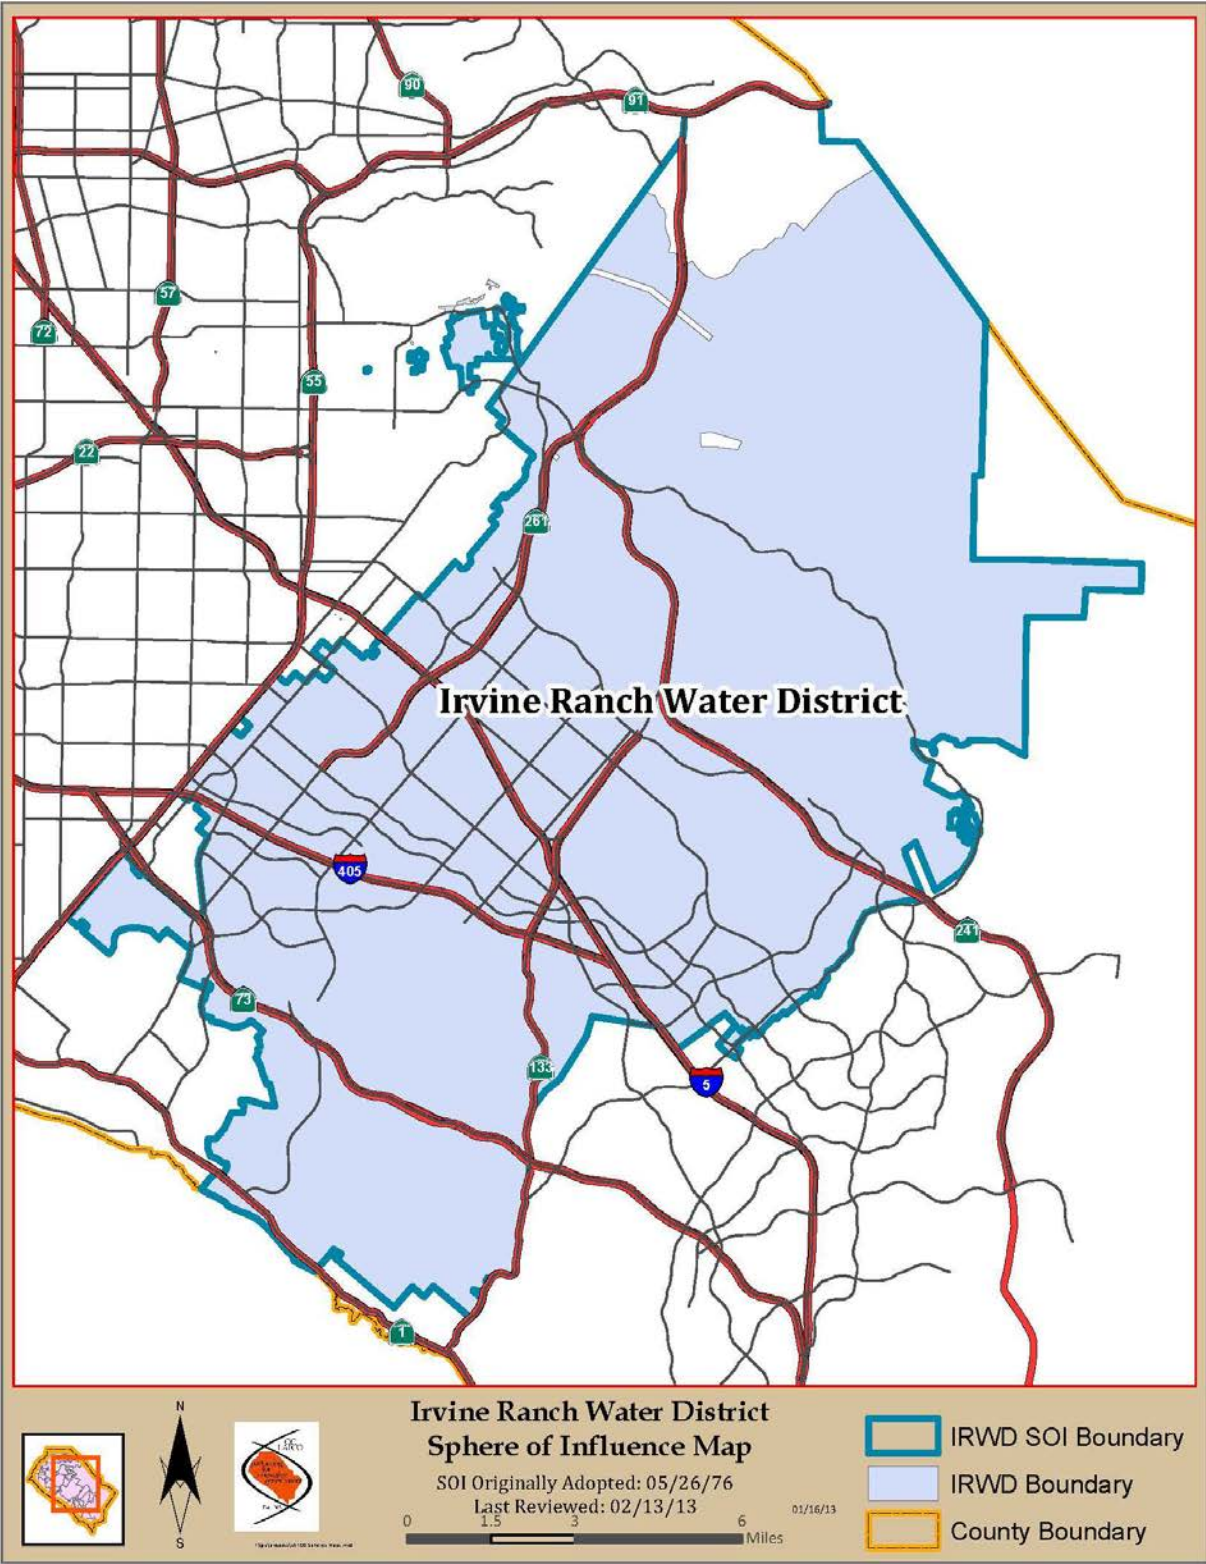 90
91
57
72
55
22
261
Irvine Ranch Water District
405
241
73
133
5
1
N
S
OC
LAFCO
Irvine Ranch Water District
Sphere of Influence Map
SOI Originally Adopted: 05/26/76
Last Reviewed: 02/13/13
01/16/13
0 1.5 3 6
Miles
IRWD SOI Boundary
IRWD Boundary
County Boundary